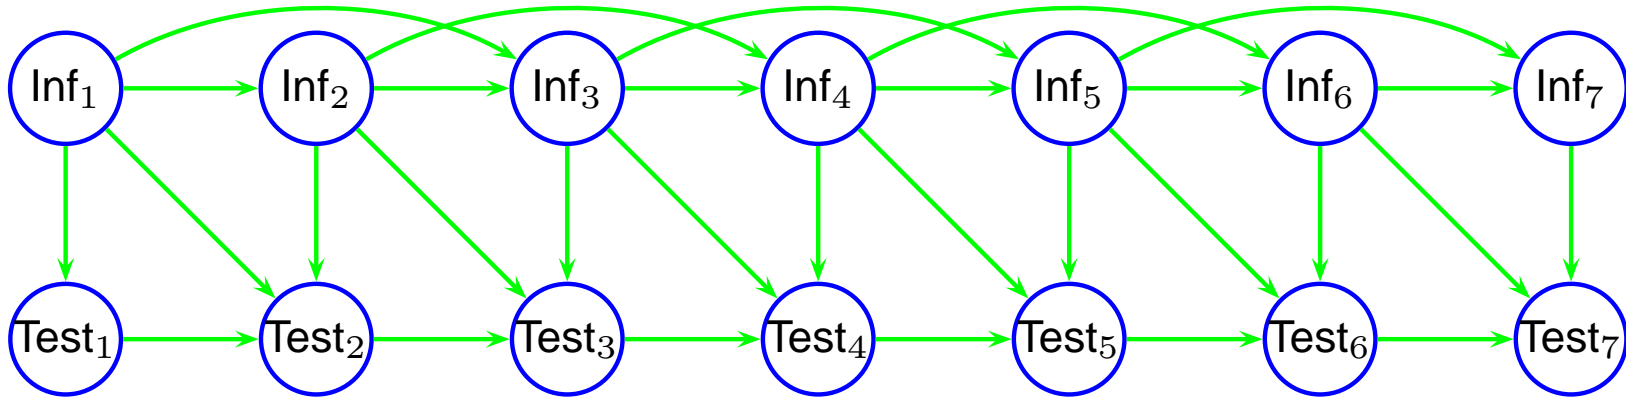 Inf₁ Inf₂ Inf₃ Inf₄ Inf₅ Inf₆ Inf₇
Test₁ Test₂ Test₃ Test₄ Test₅ Test₆ Test₇